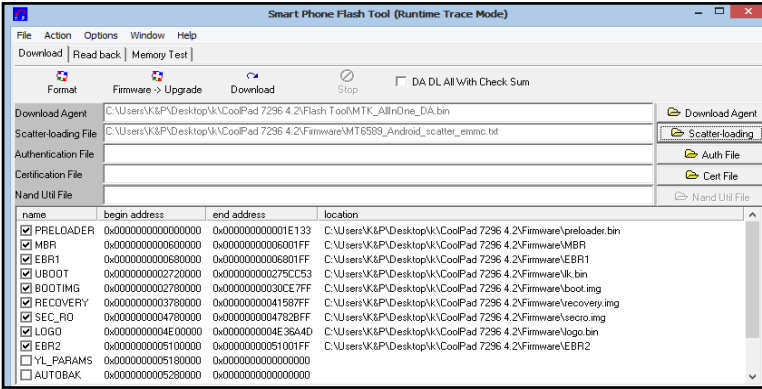 Smart Phone Flash Tool (Runtime Trace Mode)
File Action Options Window Help
Download Read back Memory Test
Format Firmware -> Upgrade Download Stop DA DL All With Check Sum
Download Agent C:\Users\K&P\Desktop\k\CoolPad 7296 4.2\Flash Tool\MTK_AllInOne_DA.bin Download Agent
Scatter-loading File C:\Users\K&P\Desktop\k\CoolPad 7296 4.2\Firmware\MT6589_Android_scatter_emmc.txt Scatter-loading
Authentication File Auth File
Certification File Cert File
Nand Util File Nand Util File
name begin address end address location
PRELOADER 0x0000000000000000 0x000000000001E133 C:\Users\K&P\Desktop\k\CoolPad 7296 4.2\Firmware\preloader.bin
MBR 0x0000000000600000 0x00000000006001FF C:\Users\K&P\Desktop\k\CoolPad 7296 4.2\Firmware\MBR
EBR1 0x0000000000680000 0x00000000006801FF C:\Users\K&P\Desktop\k\CoolPad 7296 4.2\Firmware\EBR1
UBOOT 0x0000000002720000 0x000000000275CC53 C:\Users\K&P\Desktop\k\CoolPad 7296 4.2\Firmware\lk.bin
BOOTIMG 0x0000000002780000 0x00000000030CE7FF C:\Users\K&P\Desktop\k\CoolPad 7296 4.2\Firmware\boot.img
RECOVERY 0x0000000003780000 0x00000000041587FF C:\Users\K&P\Desktop\k\CoolPad 7296 4.2\Firmware\recovery.img
SEC_RO 0x0000000004780000 0x0000000004782BFF C:\Users\K&P\Desktop\k\CoolPad 7296 4.2\Firmware\secro.img
LOGO 0x0000000004E00000 0x0000000004E36A4D C:\Users\K&P\Desktop\k\CoolPad 7296 4.2\Firmware\logo.bin
EBR2 0x0000000005100000 0x00000000051001FF C:\Users\K&P\Desktop\k\CoolPad 7296 4.2\Firmware\EBR2
YL_PARAMS 0x0000000005180000 0x0000000000000000
AUTOBAK 0x0000000005280000 0x0000000000000000